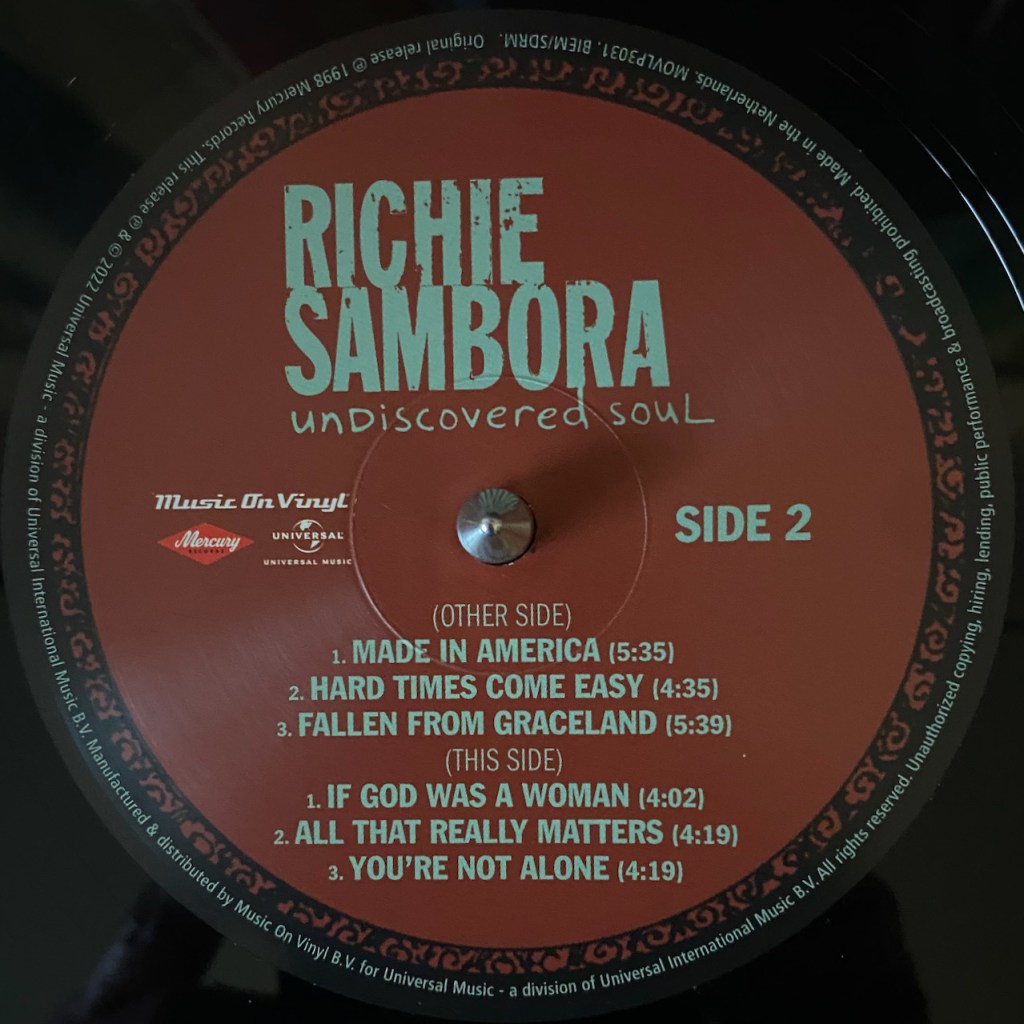 RICHIE
SAMBORA
unDiscovered souL
Music On Vinyl
Mercury
RECORDS
UNIVERSAL
UNIVERSAL MUSIC
SIDE 2
(OTHER SIDE)
1. MADE IN AMERICA (5:35)
2. HARD TIMES COME EASY (4:35)
3. FALLEN FROM GRACELAND (5:39)
(THIS SIDE)
1. IF GOD WAS A WOMAN (4:02)
2. ALL THAT REALLY MATTERS (4:19)
3. YOU'RE NOT ALONE (4:19)
Original release ℗ 1998 Mercury Records. This release ℗ & © 2022 Universal Music - a division of Universal International Music B.V. Manufactured & distributed by Music On Vinyl B.V. for Universal Music - a division of Universal International Music B.V. All rights reserved. Unauthorized copying, hiring, lending, public performance & broadcasting prohibited. Made in the Netherlands. MOVLP3031. BIEM/SDRM.